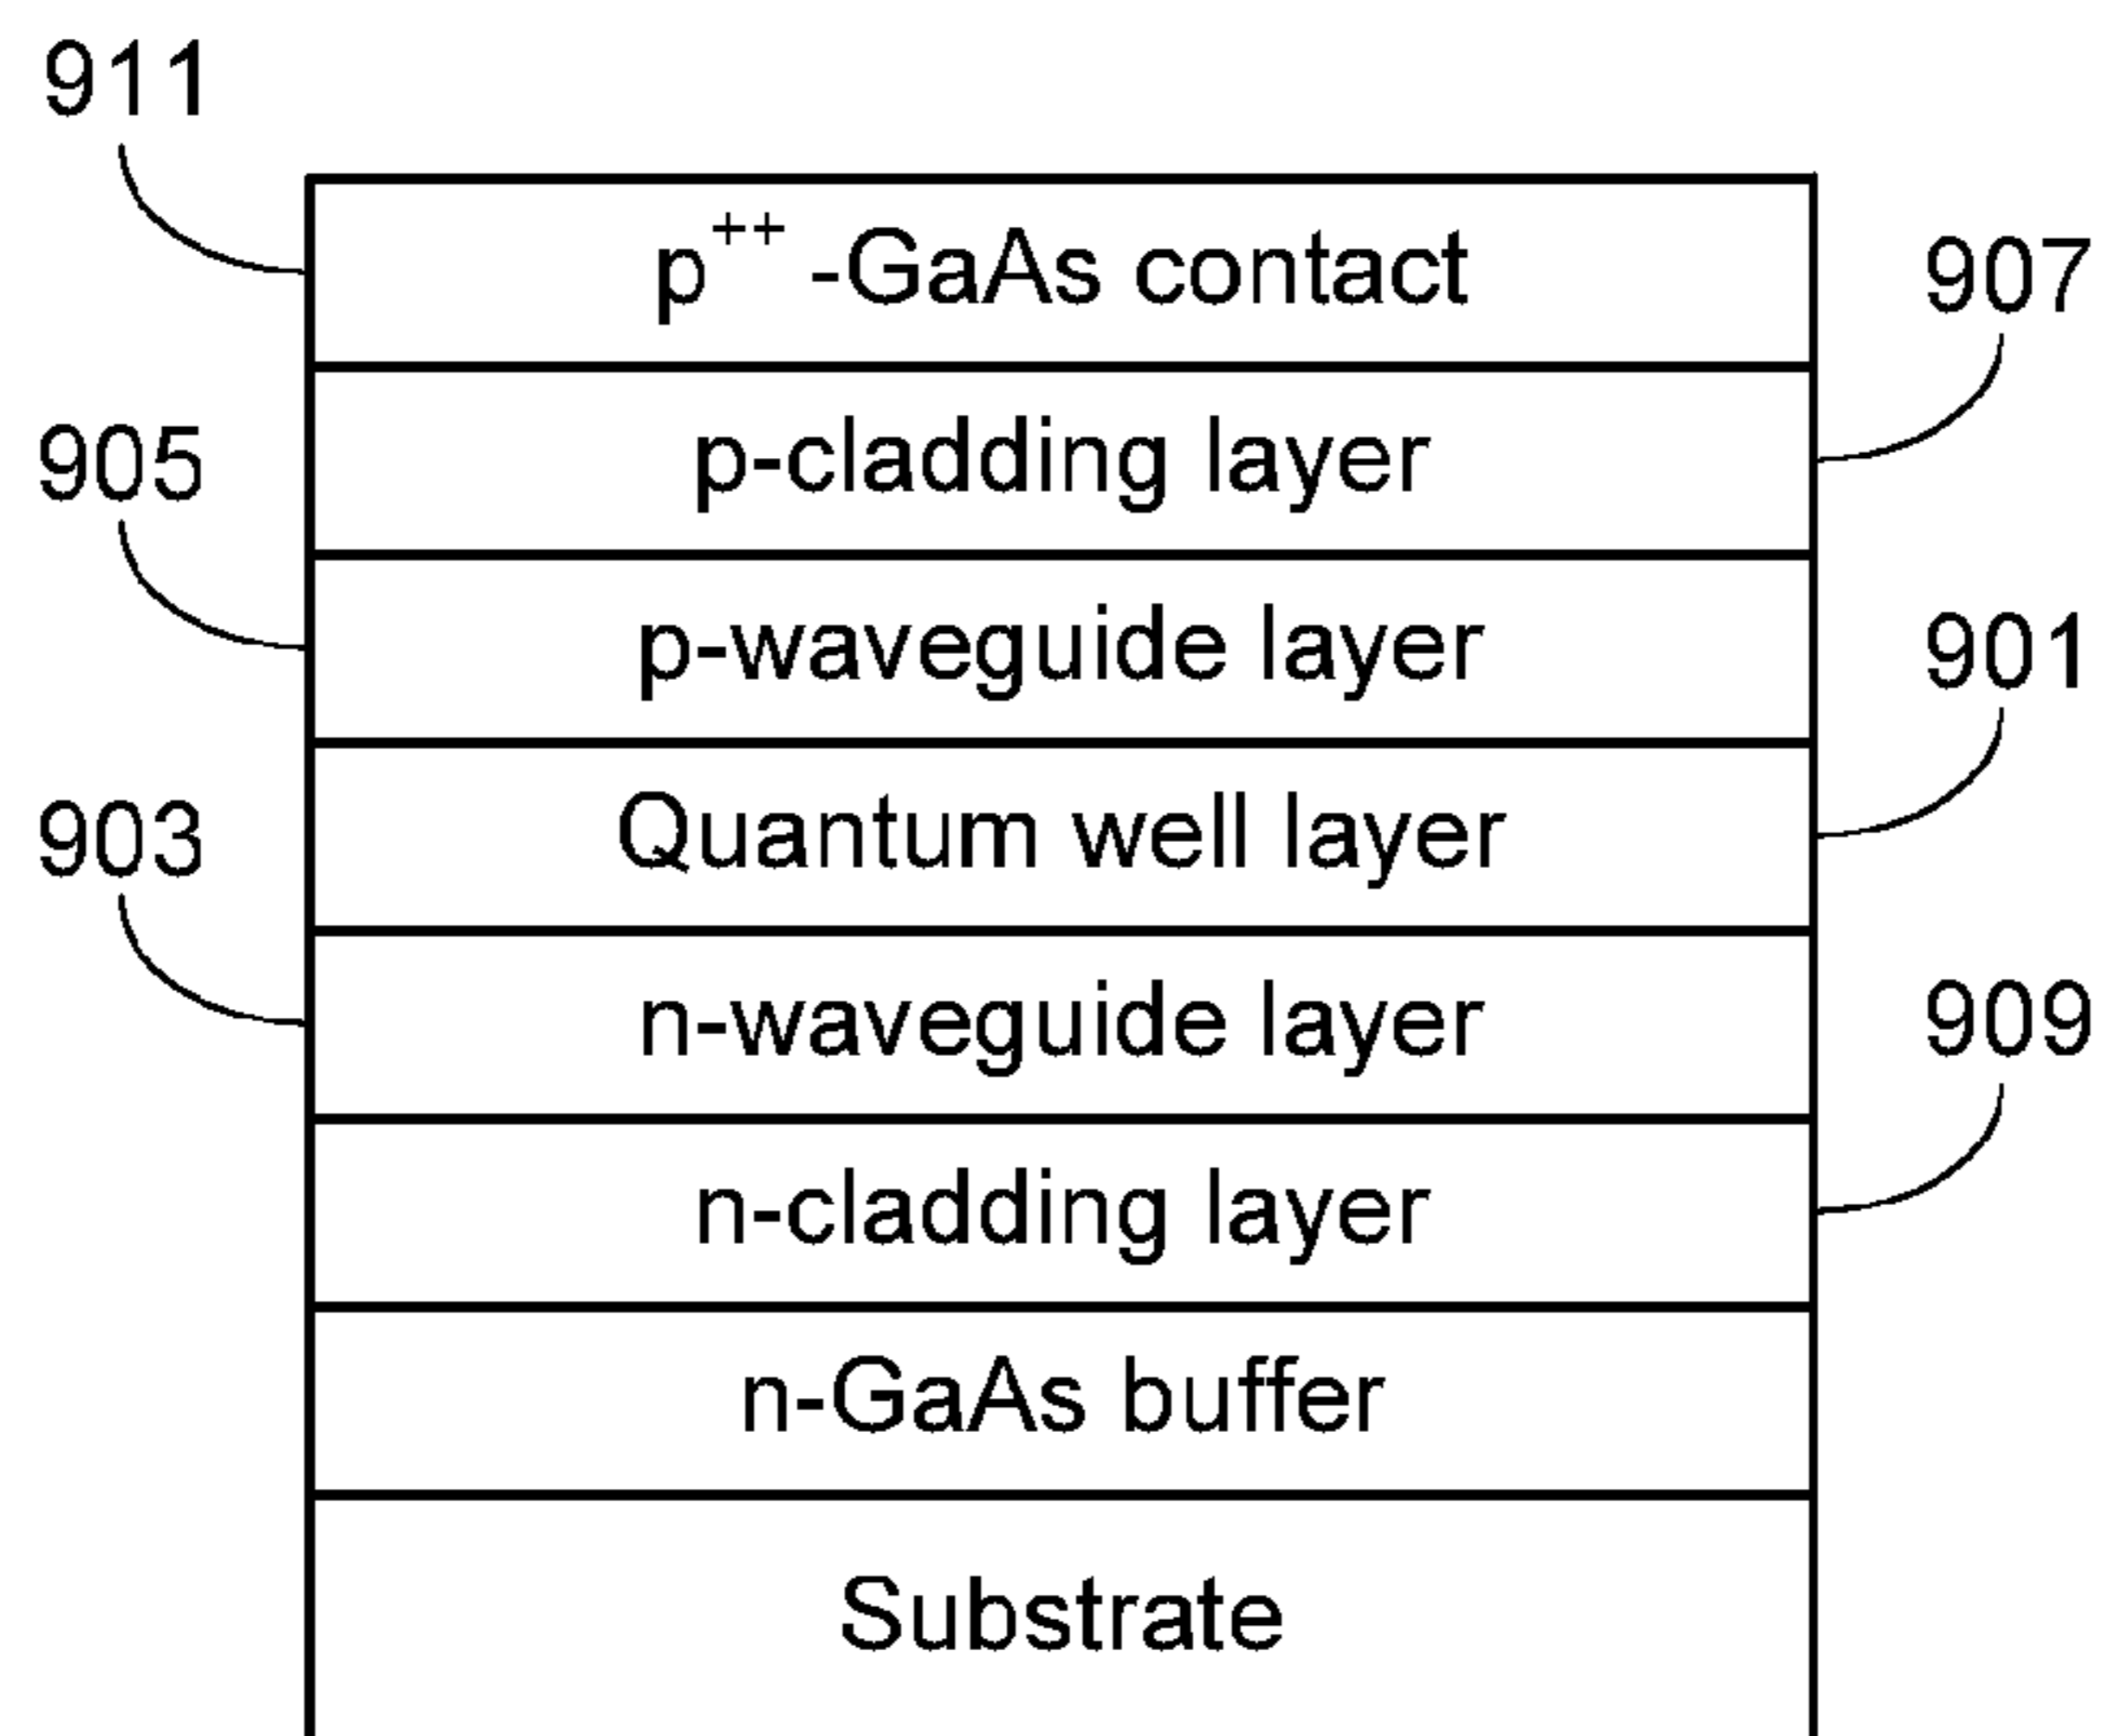 911
p++ -GaAs contact
907
p-cladding layer
905
p-waveguide layer
901
Quantum well layer
903
n-waveguide layer
909
n-cladding layer
n-GaAs buffer
Substrate